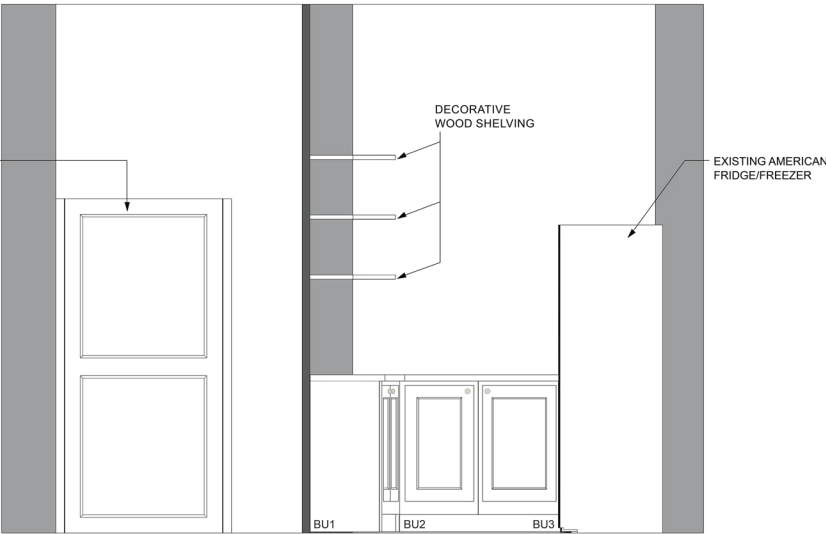 DECORATIVE
WOOD SHELVING
EXISTING AMERICAN
FRIDGE/FREEZER
BU1
BU2
BU3